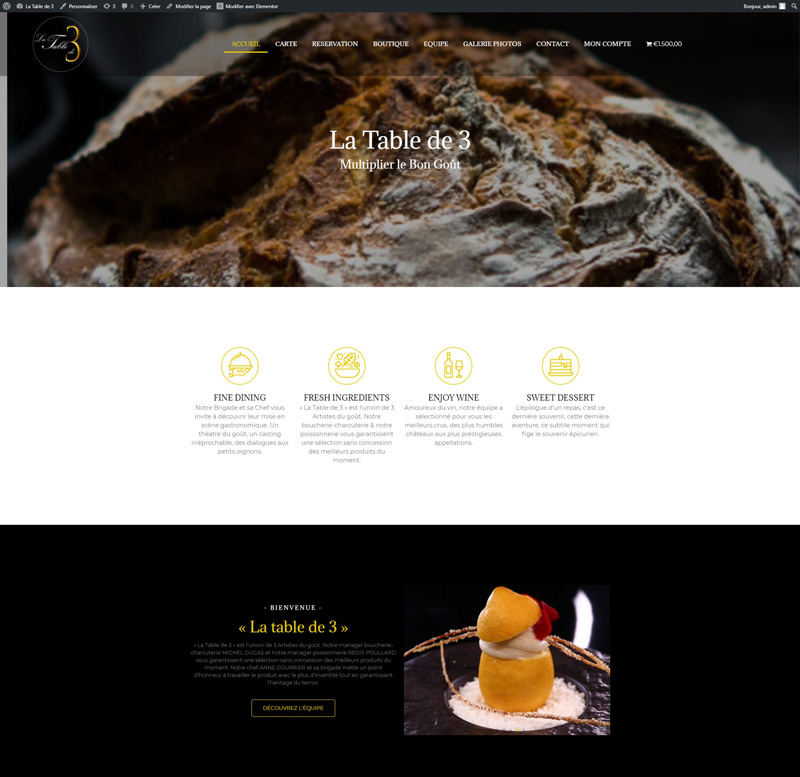 La Table de 3
Personnaliser
3
0
Créer
Modifier la page
Modifier avec Elementor
Bonjour, admin
La
Table
de
3
ACCUEIL
CARTE
RESERVATION
BOUTIQUE
EQUIPE
GALERIE PHOTOS
CONTACT
MON COMPTE
€1.500,00
La Table de 3
Multiplier le Bon Goût
FINE DINING
Notre Brigade et sa Chef vous
invite à découvrir leur mise en
scène gastronomique. Un
théatre du goût, un casting
irréprochable, des dialogues aux
petits oignons.
FRESH INGREDIENTS
« La Table de 3 » est l'union de 3
Artistes du goût. Notre
boucherie-charcuterie & notre
poissonnerie vous garantissent
une sélection sans concession
des meilleurs produits du
moment.
ENJOY WINE
Amoureux du vin, notre équipe a
sélectionné pour vous les
meilleurs crus, des plus humbles
châteaux aux plus prestigieuses
appellations.
SWEET DESSERT
L'épilogue d'un repas, c'est ce
dernière souvenir, cette dernière
aventure, ce subble moment qui
fige le souvenir épicurien.
- BIENVENUE -
« La table de 3 »
« La Table de 3 » est l'union de 3 Artistes du goût. Notre manager boucherie-
charcuterie MICHEL DUCAS et notre manager poissonnerie REGIS POULLARD,
vous garantissent une sélection sans concession des meilleurs produits du
moment. Notre chef ANNE COURRIER et sa brigade mettre un point
d'honneur à travailler le produit avec le plus d'inventité tout en garantissant
l'héritage du terroir.
DÉCOUVREZ L'ÉQUIPE